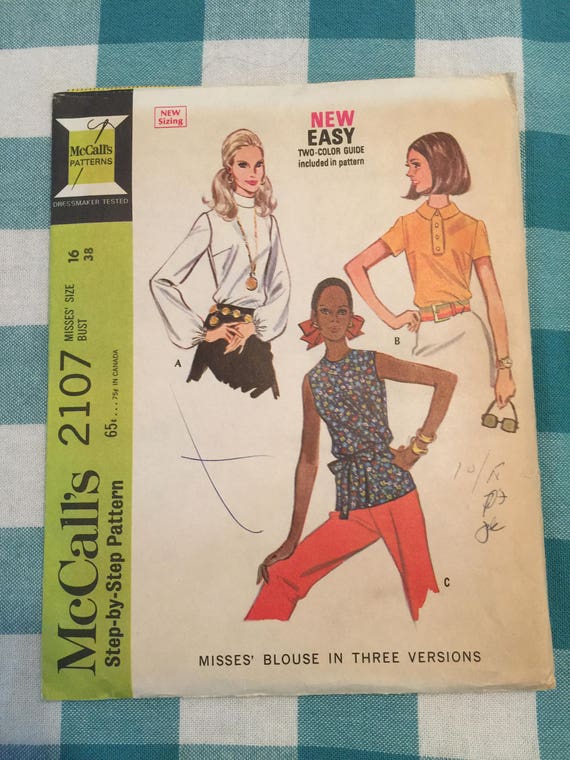 McCall's
PATTERNS
DRESSMAKER TESTED
NEW
Sizing
NEW
EASY
TWO-COLOR GUIDE
included in pattern
A
B
C
MISSES' SIZE 16
BUST 38
65¢...75¢ IN CANADA
McCall's 2107
Step-by-Step Pattern
MISSES' BLOUSE IN THREE VERSIONS